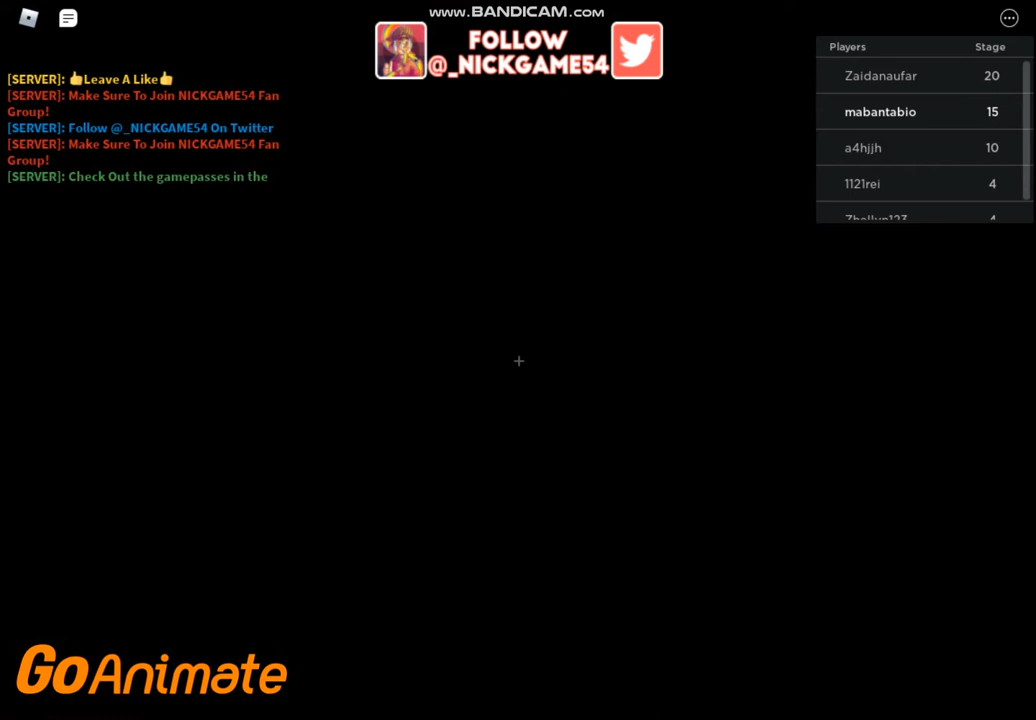 www.BANDICAM.com
FOLLOW
@_NICKGAME54
Players Stage
Zaidanaufar 20
mabantabio 15
a4hjjh 10
1121rei 4
[SERVER]: 👍Leave A Like👍
[SERVER]: Make Sure To Join NICKGAME54 Fan
Group!
[SERVER]: Follow @_NICKGAME54 On Twitter
[SERVER]: Make Sure To Join NICKGAME54 Fan
Group!
[SERVER]: Check Out the gamepasses in the
GoAnimate